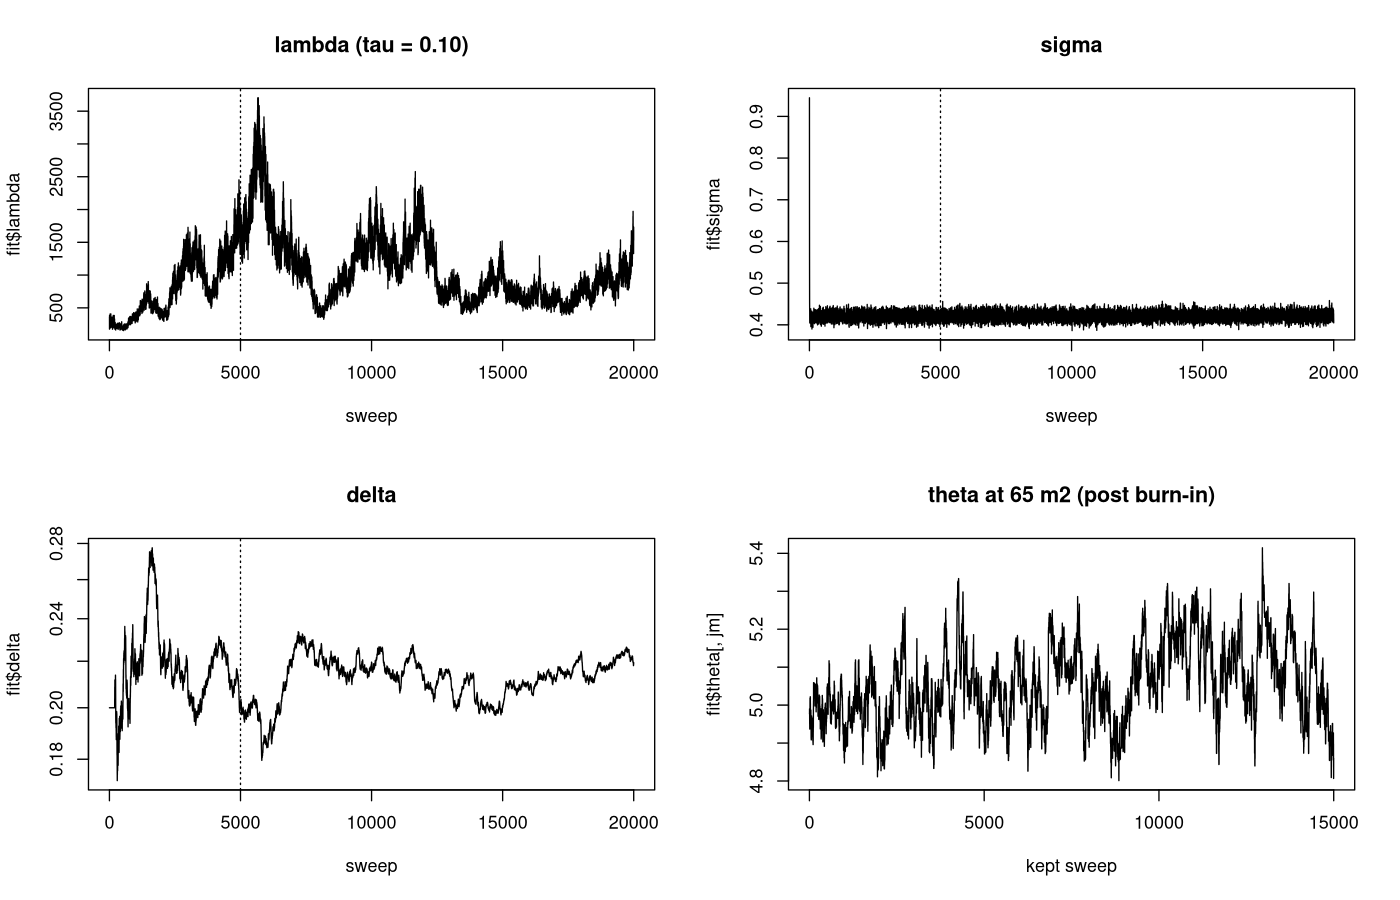 lambda (tau = 0.10)
fit$lambda
3500
2500
1500
500
0 5000 10000 15000 20000
sweep
sigma
fit$sigma
0.9
0.8
0.7
0.6
0.5
0.4
0 5000 10000 15000 20000
sweep
delta
fit$delta
0.28
0.24
0.20
0.18
0 5000 10000 15000 20000
sweep
theta at 65 m2 (post burn-in)
fit$theta[, jm]
5.4
5.2
5.0
4.8
0 5000 10000 15000
kept sweep